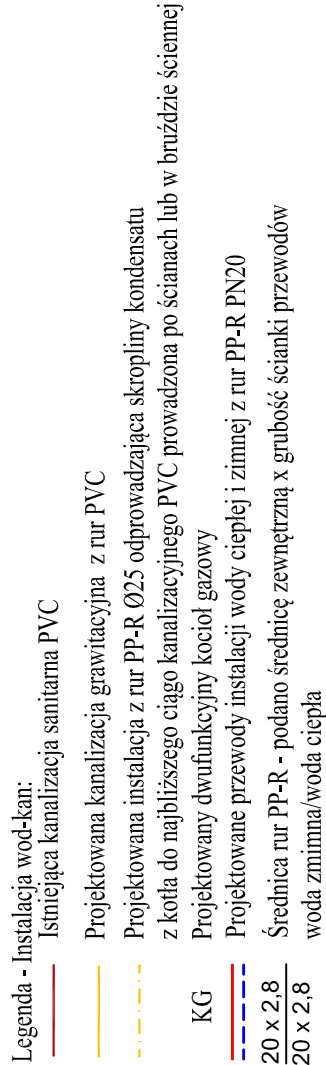 Legenda - Instalacja wod-kan:
Istniejąca kanalizacja sanitarna PVC
Projektowana kanalizacja grawitacyjna z rur PVC
Projektowana instalacja z rur PP-R Ø25 odprowadzająca skropliny kondensatu
z kotła do najbliższego ciągo kanalizacyjnego PVC prowadzona po ścianach lub w bruździe ściennej
KG Projektowany dwufunkcyjny kocioł gazowy
Projektowane przewody instalacji wody ciepłej i zimnej z rur PP-R PN20
20 x 2,8 Średnica rur PP-R - podano średnicę zewnętrzną x grubość ścianki przewodów
20 x 2,8 woda zmimna/woda ciepła